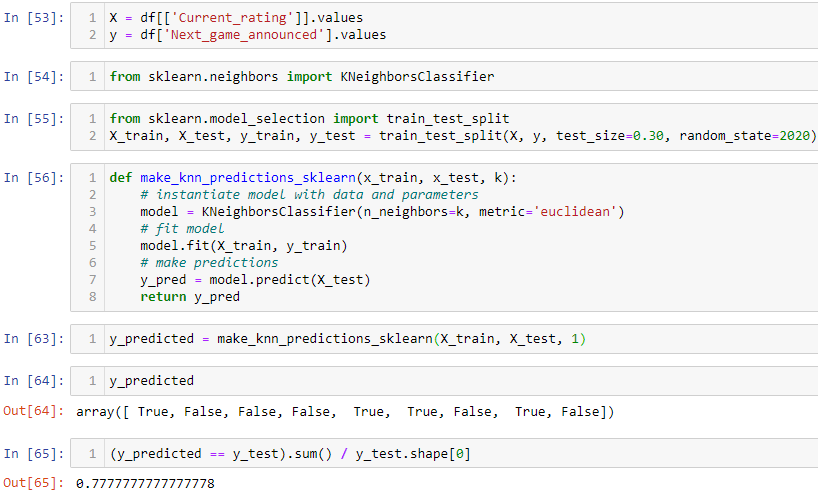 In [53]:
1 X = df[['Current_rating']].values
2 y = df['Next_game_announced'].values
In [54]:
1 from sklearn.neighbors import KNeighborsClassifier
In [55]:
1 from sklearn.model_selection import train_test_split
2 X_train, X_test, y_train, y_test = train_test_split(X, y, test_size=0.30, random_state=2020)
In [56]:
1 def make_knn_predictions_sklearn(x_train, x_test, k):
2     # instantiate model with data and parameters
3     model = KNeighborsClassifier(n_neighbors=k, metric='euclidean')
4     # fit model
5     model.fit(X_train, y_train)
6     # make predictions
7     y_pred = model.predict(X_test)
8     return y_pred
In [63]:
1 y_predicted = make_knn_predictions_sklearn(X_train, X_test, 1)
In [64]:
1 y_predicted
Out[64]: array([ True, False, False, False,  True,  True, False,  True, False])
In [65]:
1 (y_predicted == y_test).sum() / y_test.shape[0]
Out[65]: 0.7777777777777778